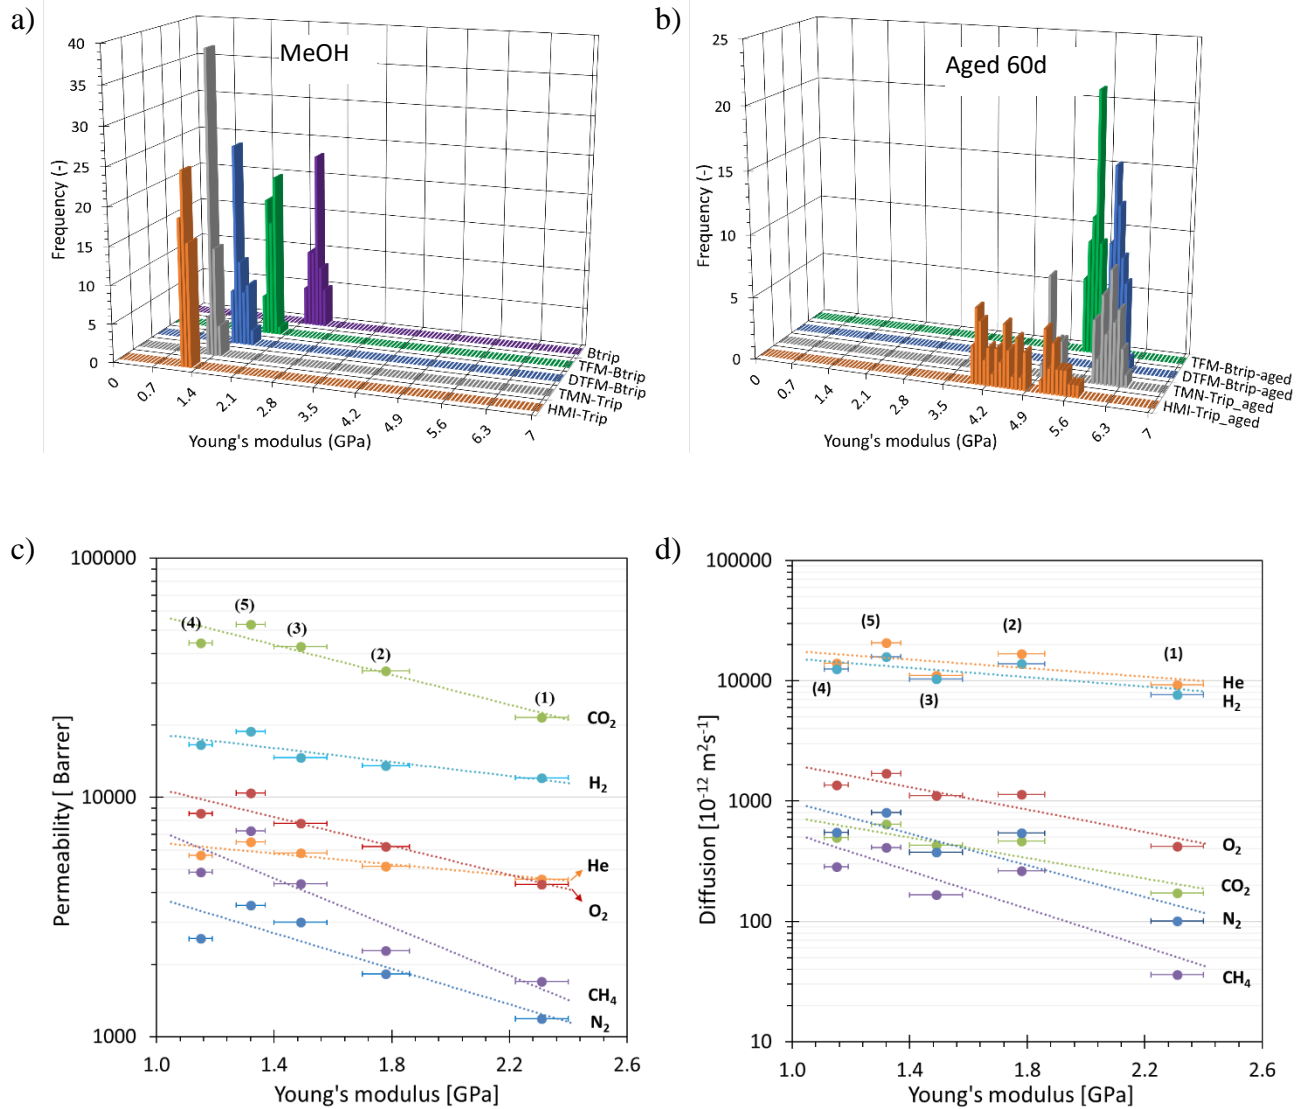 a)
MeOH
Frequency (-)
40
35
30
25
20
15
10
5
0
0
0.7
1.4
2.1
2.8
3.5
4.2
4.9
5.6
6.3
7
Young's modulus (GPa)
Btrip
TFM-Btrip
DTFM-Btrip
TMN-Trip
HMI-Trip
b)
Aged 60d
Frequency (-)
25
20
15
10
5
0
0
0.7
1.4
2.1
2.8
3.5
4.2
4.9
5.6
6.3
7
Young's modulus (GPa)
TFM-Btrip-aged
DTFM-Btrip-aged
TMN-Trip_aged
HMI-Trip_aged
c)
Permeability [ Barrer]
100000
10000
1000
(4)
(5)
(3)
(2)
(1)
CO2
H2
He
O2
CH4
N2
1.0
1.4
1.8
2.2
2.6
Young's modulus [GPa]
d)
Diffusion [10⁻¹² m²s⁻¹]
100000
10000
1000
100
10
(5)
(2)
(1)
(4)
(3)
He
H2
O2
CO2
N2
CH4
1.0
1.4
1.8
2.2
2.6
Young's modulus [GPa]